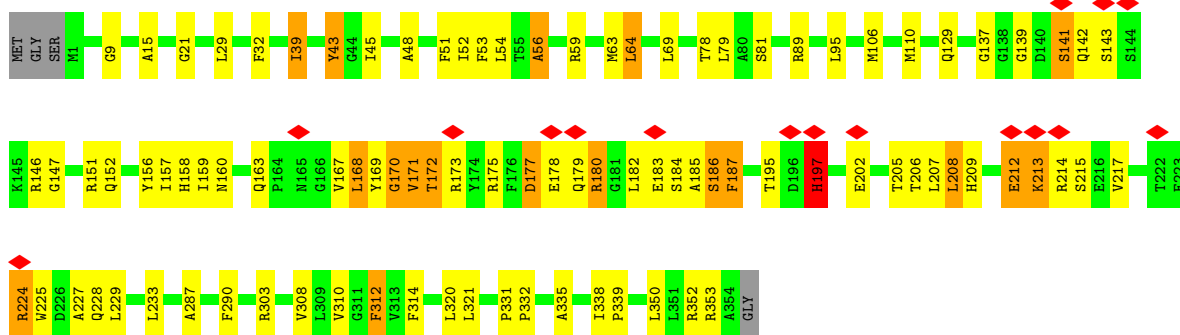 MET GLY SER M1 G9 A15 G21 L29 F32 I39 Y43 G44 I45 A48 F51 I52 F53 L54 T55 A56 R59 M63 L64 L69 T78 L79 A80 S81 R89 L95 M106 M110 Q129 G137 G138 G139 D140 S141 Q142 S143 S144
K145 R146 G147 R151 Q152 Y156 I157 H158 I159 N160 Q163 P164 N165 G166 V167 L168 Y169 G170 V171 T172 R173 Y174 R175 F176 D177 E178 Q179 R180 G181 L182 E183 S184 A185 S186 F187 T195 D196 H197 E202 T205 T206 L207 L208 H209 E212 K213 R214 S215 E216 V217 T222
R224 W225 D226 A227 Q228 L229 L233 A287 F290 R303 V308 L309 V310 G311 F312 V313 F314 L320 L321 P331 P332 A335 I338 P339 L350 L351 R352 R353 A354 GLY